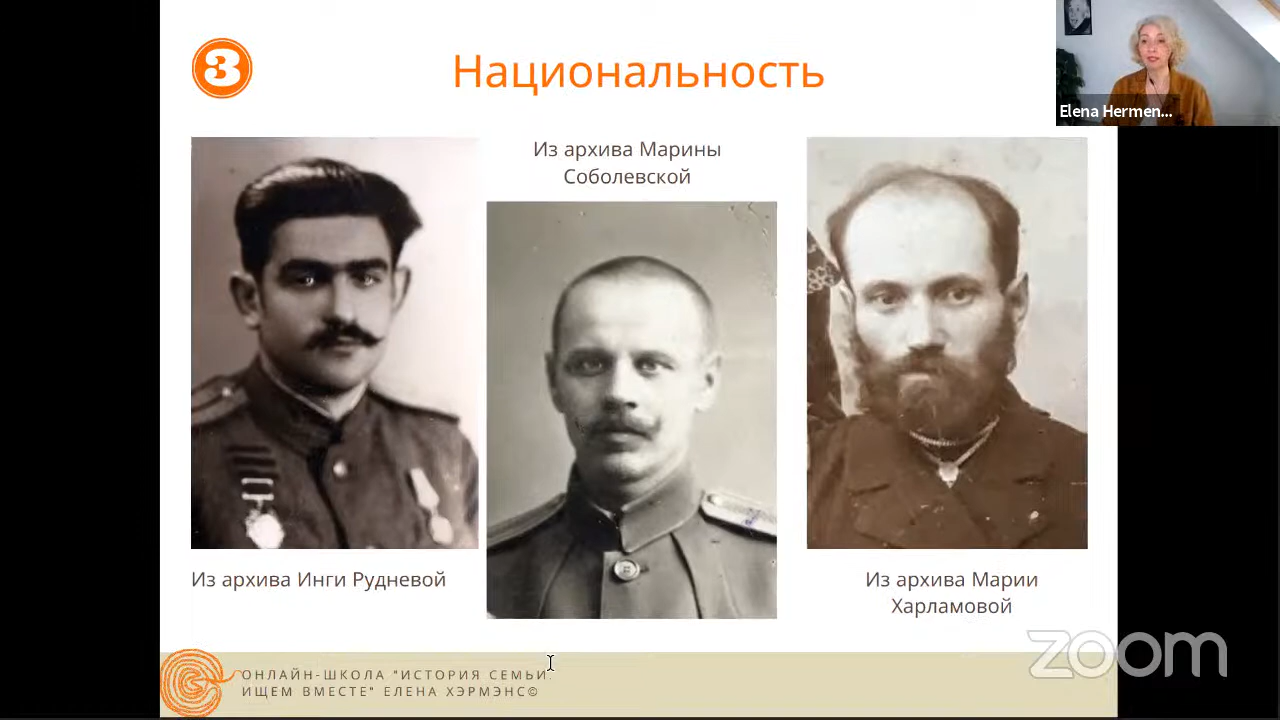 3
Национальность
Elena Hermen...
Из архива Марины
Соболевской
Из архива Инги Рудневой
Из архива Марии
Харламовой
zoom
ОНЛАЙН-ШКОЛА "ИСТОРИЯ СЕМЬИ.
ИЩЕМ ВМЕСТЕ" ЕЛЕНА ХЭРМЭНС©